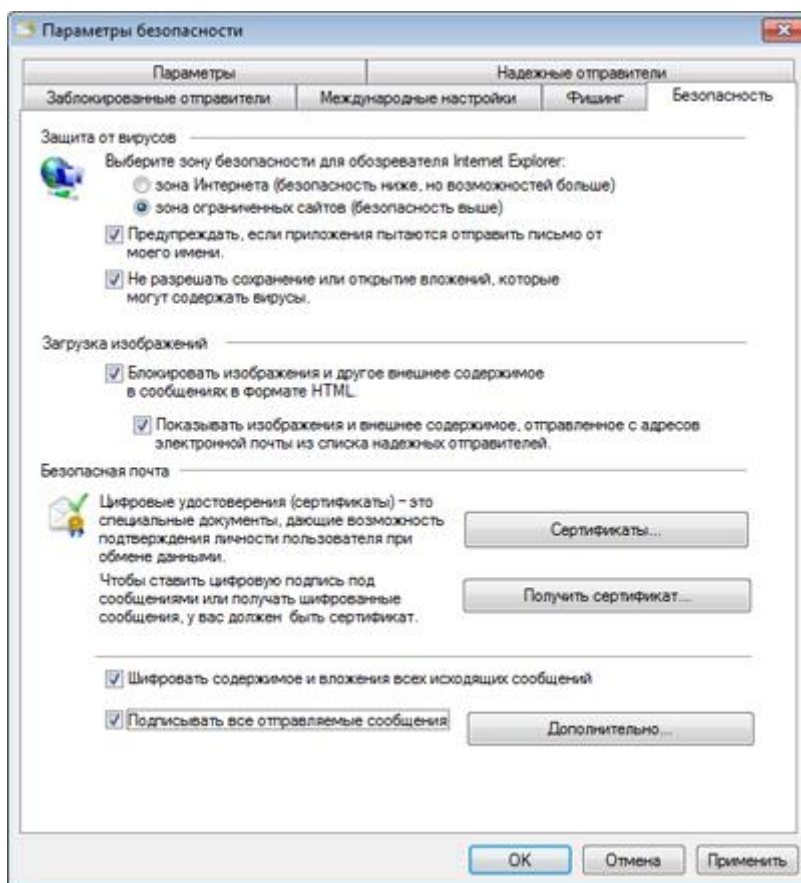 Параметры безопасности
Параметры
Надежные отправители
Заблокированные отправители
Международные настройки
Фишинг
Безопасность
Защита от вирусов
Выберите зону безопасности для обозревателя Internet Explorer:
зона Интернета (безопасность ниже, но возможностей больше)
зона ограниченных сайтов (безопасность выше)
Предупреждать, если приложения пытаются отправить письмо от
моего имени.
Не разрешать сохранение или открытие вложений, которые
могут содержать вирусы.
Загрузка изображений
Блокировать изображения и другое внешнее содержимое
в сообщениях в формате HTML.
Показывать изображения и внешнее содержимое, отправленное с адресов
электронной почты из списка надежных отправителей.
Безопасная почта
Цифровые удостоверения (сертификаты) – это
специальные документы, дающие возможность
подтверждения личности пользователя при
обмене данными.
Сертификаты...
Чтобы ставить цифровую подпись под
сообщениями или получать шифрованные
сообщения, у вас должен быть сертификат.
Получить сертификат...
Шифровать содержимое и вложения всех исходящих сообщений
Подписывать все отправляемые сообщения
Дополнительно...
OK
Отмена
Применить